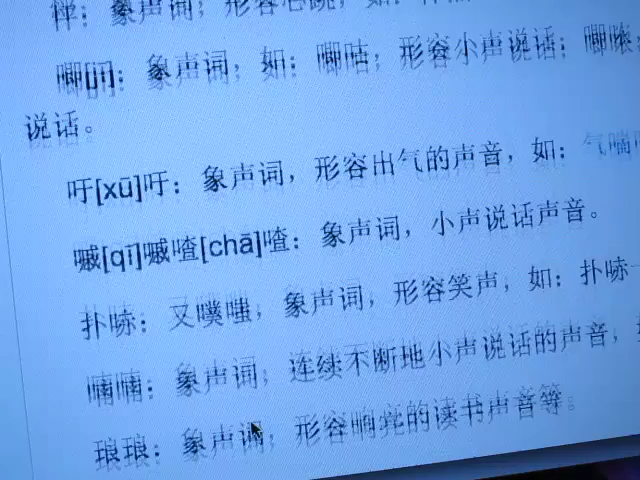 怦：象声词，形容心跳，如：
唧[jī]：象声词，如：唧咕；形容小声说话；唧哝：
说话。
吁[xū]吁：象声词，形容出气的声音，如：气喘
嘁[qī]嘁喳[chā]喳：象声词，小声说话声音。
扑哧：又噗嗤，象声词，形容笑声，如：扑哧一
喃喃：象声词，连续不断地小声说话的声音，
琅琅：象声词，形容响亮的读书声音等。